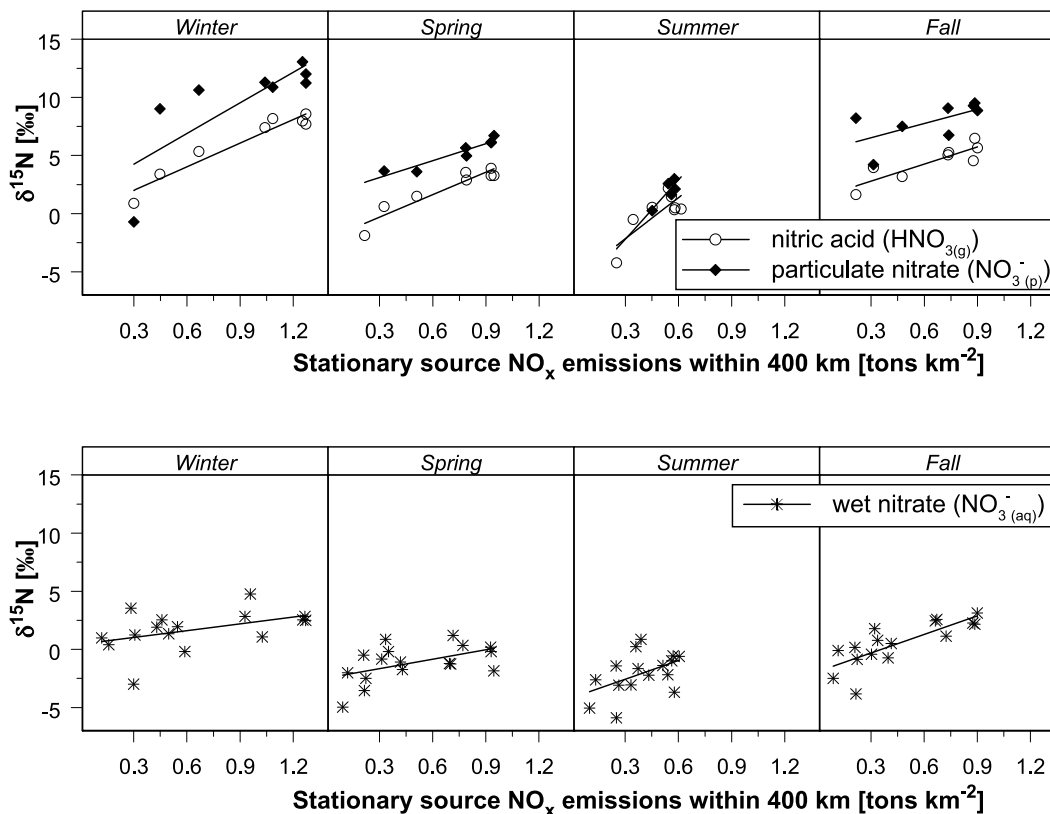 Winter Spring Summer Fall
15
10
5
0
-5
δ¹⁵N [‰]
nitric acid (HNO₃₍g₎)
particulate nitrate (NO₃⁻₍p₎)
0.3 0.6 0.9 1.2 0.3 0.6 0.9 1.2 0.3 0.6 0.9 1.2 0.3 0.6 0.9 1.2
Stationary source NOₓ emissions within 400 km [tons km⁻²]
Winter Spring Summer Fall
15
10
5
0
-5
δ¹⁵N [‰]
wet nitrate (NO₃⁻₍aq₎)
0.3 0.6 0.9 1.2 0.3 0.6 0.9 1.2 0.3 0.6 0.9 1.2 0.3 0.6 0.9 1.2
Stationary source NOₓ emissions within 400 km [tons km⁻²]